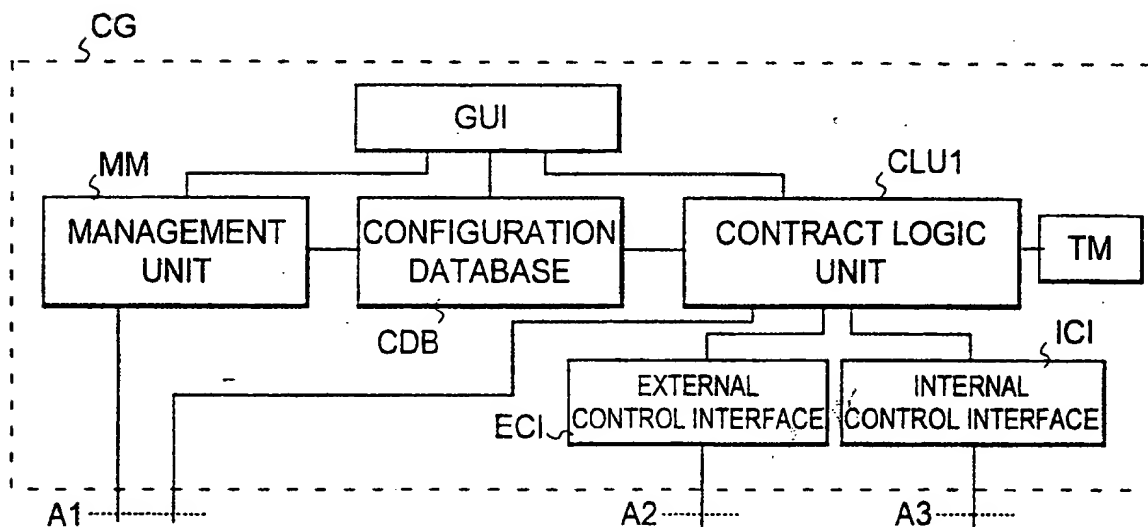 CG
GUI
MM
CLU1
MANAGEMENT
UNIT
CONFIGURATION
DATABASE
CONTRACT LOGIC
UNIT
TM
CDB
ICI
EXTERNAL
CONTROL INTERFACE
INTERNAL
CONTROL INTERFACE
ECI
A1
A2
A3